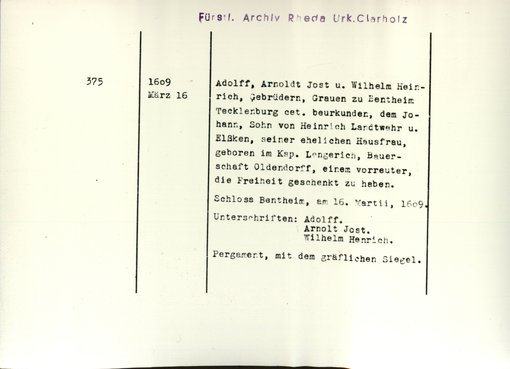 Fürstl. Archiv Rheda Urk.Clarholz
375
1609
März 16
Adolff, Arnoldt Jost u. Wilhelm Hein-
rich, Gebrüdern, Grauen zu Bentheim
Tecklenburg cet. beurkunden, dem Jo-
hann, Sohn von Heinrich Landtwehr u.
Elßken, seiner ehelichen Hausfrau,
geboren im Ksp. Lengerich, Bauer-
schaft Oldendorff, einem vorreuter,
die Freiheit geschenkt zu haben.
Schloss Bentheim, am 16. Martii, 1609.
Unterschriften: Adolff.
Arnolt Jost.
Wilhelm Henrich.
Pergament, mit dem gräflichen Siegel.